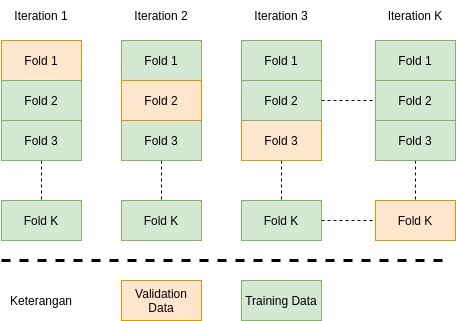 Iteration 1 Iteration 2 Iteration 3 Iteration K
Fold 1 Fold 1 Fold 1 Fold 1
Fold 2 Fold 2 Fold 2 Fold 2
Fold 3 Fold 3 Fold 3 Fold 3
Fold K Fold K Fold K Fold K
Keterangan
Validation
Data
Training Data